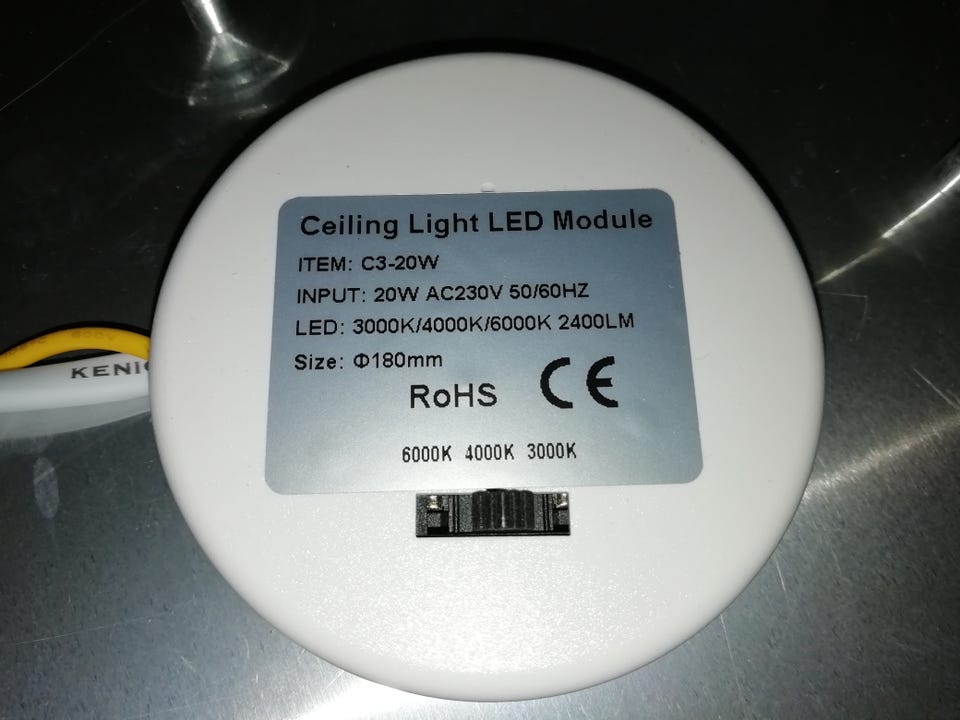 Ceiling Light LED Module
ITEM: C3-20W
INPUT: 20W AC230V 50/60HZ
LED: 3000K/4000K/6000K 2400LM
Size: Φ180mm
RoHS CE
6000K 4000K 3000K
KENI